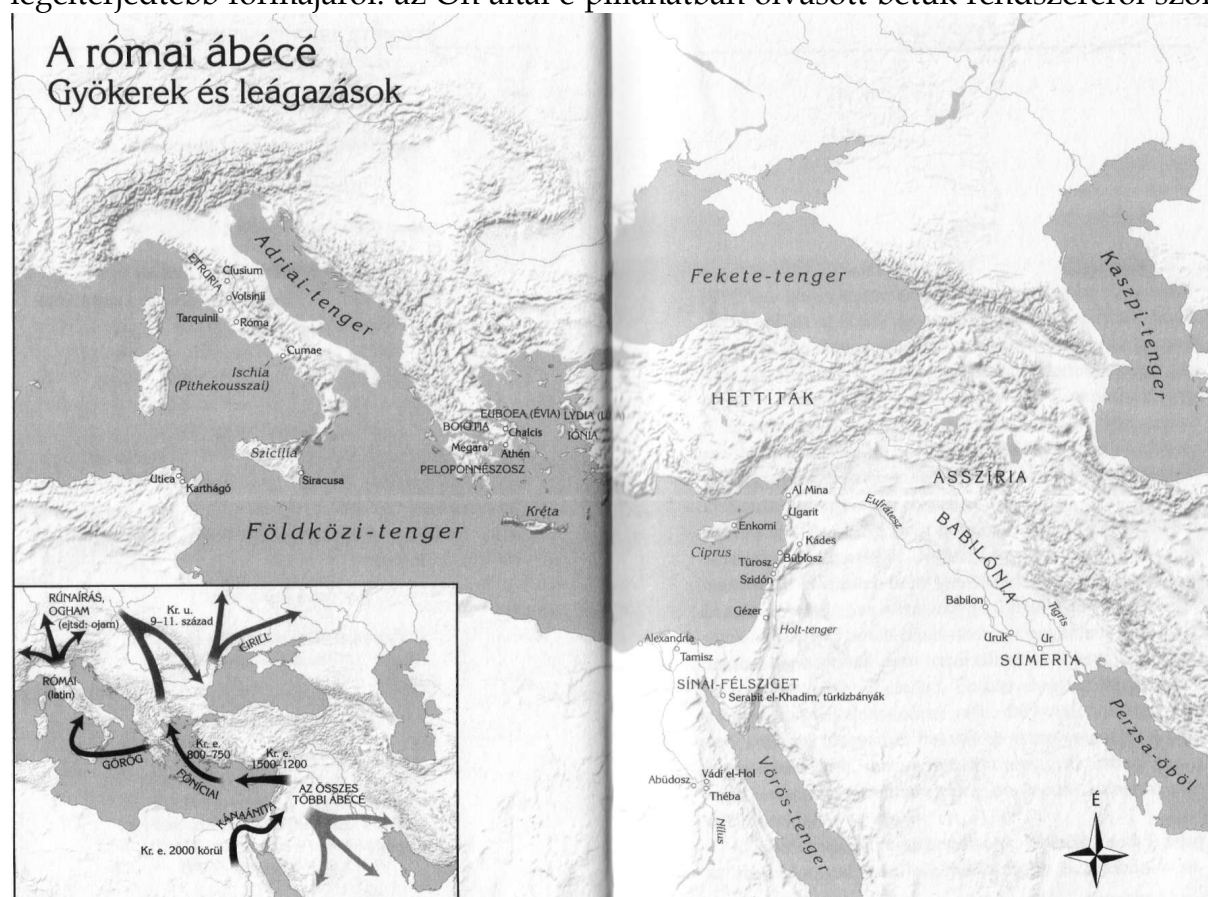 A római ábécé
Gyökerek és leágazások
Adriai-tenger
ETRÚRIA
Clusium
Volsinii
Tarquinii
Róma
Cumae
Ischia
(Pithekousszai)
EUBOEA (ÉVIA)
BOIÓTIA
Chalcis
IÓNIA
Megara
Athén
PELOPONNÉSZOSZ
Szicília
Siracusa
Utica
Karthágó
Kréta
Földközi-tenger
Fekete-tenger
Kaszpi-tenger
HETTITÁK
ASSZÍRIA
Al Mina
Ugarit
Eufrátesz
Enkomi
Ciprus
Kádes
BABILÓNIA
Türosz
Büblosz
Szidón
Babilon
Tigris
Gézer
Holt-tenger
Uruk
Ur
SUMERIA
Alexandria
Tamisz
SÍNAI-FÉLSZIGET
Serabit el-Khadim, türkizbányák
Perzsa-öböl
Vörös-tenger
Abüdosz
Vádi el-Hol
Théba
Nílus
É
RÚNAÍRÁS,
OGHAM
(ejtsd: ojam)
Kr. u.
9–11. század
CIRILL
RÓMAI
(latin)
GÖRÖG
Kr. e.
800–750
Kr. e.
1500–1200
FŐNÍCIAI
AZ ÖSSZES
TÖBBI ÁBÉCÉ
KÁNAÁNITA
Kr. e. 2000 körül